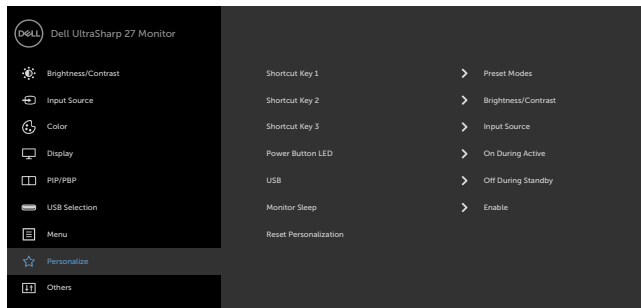 DELL Dell UltraSharp 27 Monitor
Brightness/Contrast Shortcut Key 1 Preset Modes
Input Source Shortcut Key 2 Brightness/Contrast
Color Shortcut Key 3 Input Source
Display Power Button LED On During Active
PIP/PBP USB Off During Standby
USB Selection Monitor Sleep Enable
Menu Reset Personalization
Personalize
Others